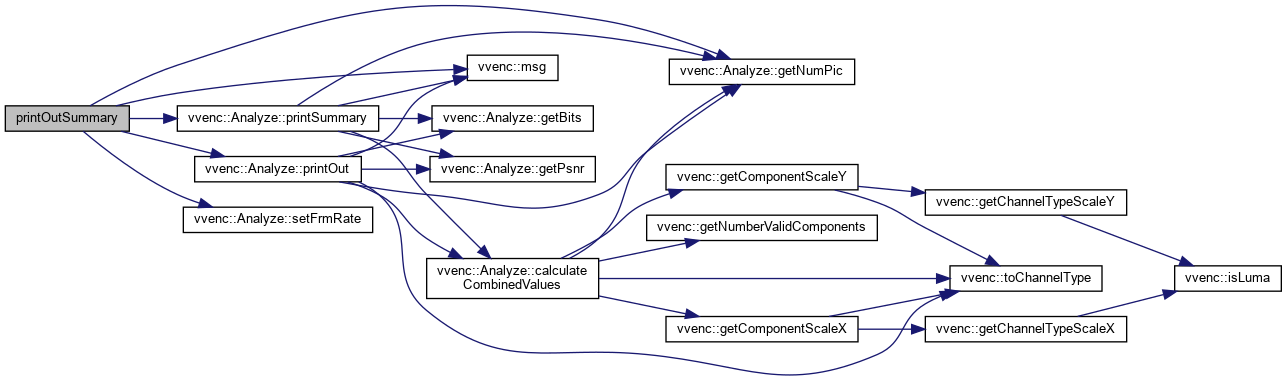 printOutSummary
vvenc::msg
vvenc::Analyze::getNumPic
vvenc::Analyze::printSummary
vvenc::Analyze::getBits
vvenc::Analyze::printOut
vvenc::Analyze::getPsnr
vvenc::Analyze::setFrmRate
vvenc::Analyze::calculate
CombinedValues
vvenc::getComponentScaleY
vvenc::getNumberValidComponents
vvenc::getComponentScaleX
vvenc::getChannelTypeScaleY
vvenc::toChannelType
vvenc::getChannelTypeScaleX
vvenc::isLuma